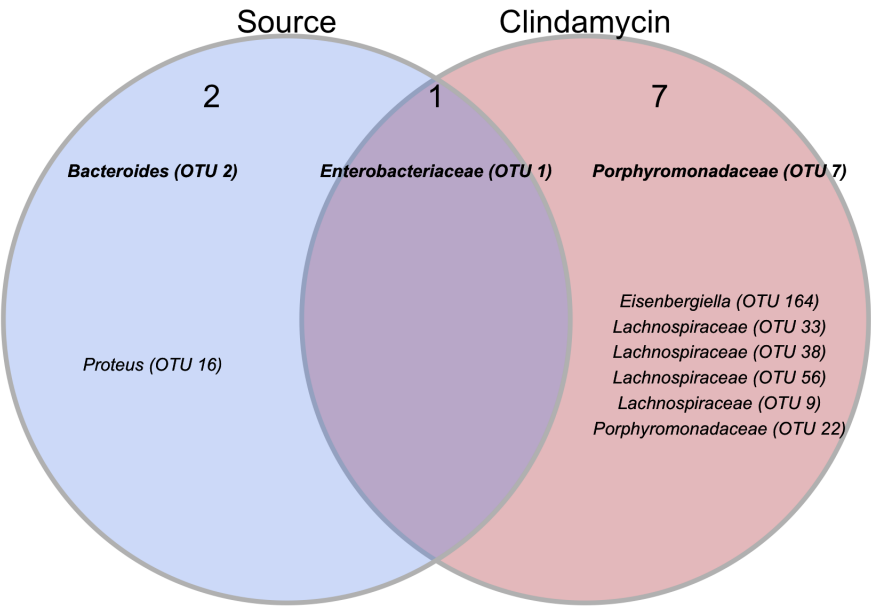 Source Clindamycin
2 1 7
Bacteroides (OTU 2) Enterobacteriaceae (OTU 1) Porphyromonadaceae (OTU 7)
Eisenbergiella (OTU 164)
Lachnospiraceae (OTU 33)
Lachnospiraceae (OTU 38)
Proteus (OTU 16)
Lachnospiraceae (OTU 56)
Lachnospiraceae (OTU 9)
Porphyromonadaceae (OTU 22)